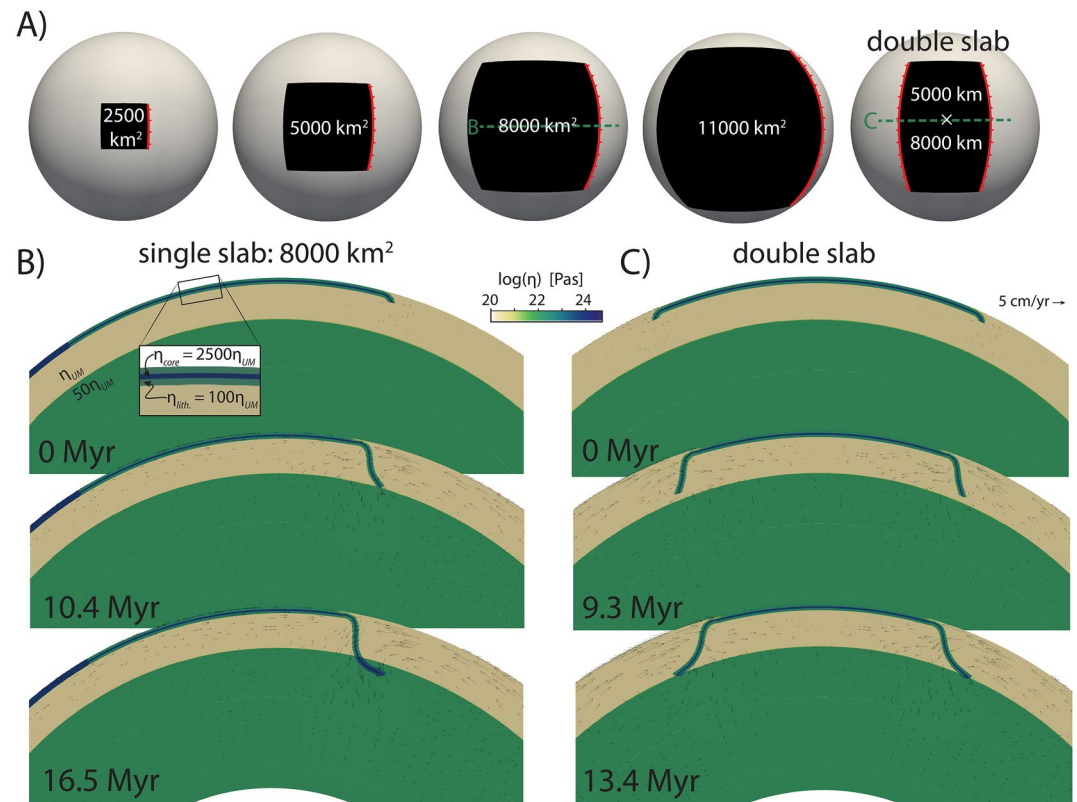 A)
2500
km²
5000 km²
B
8000 km²
11000 km²
double slab
5000 km
C
×
8000 km
B)
single slab: 8000 km²
log(η) [Pas]
20 22 24
C)
double slab
5 cm/yr→
η_UM
50η_UM
η_core = 2500η_UM
η_lith. = 100η_UM
0 Myr
0 Myr
10.4 Myr
9.3 Myr
16.5 Myr
13.4 Myr